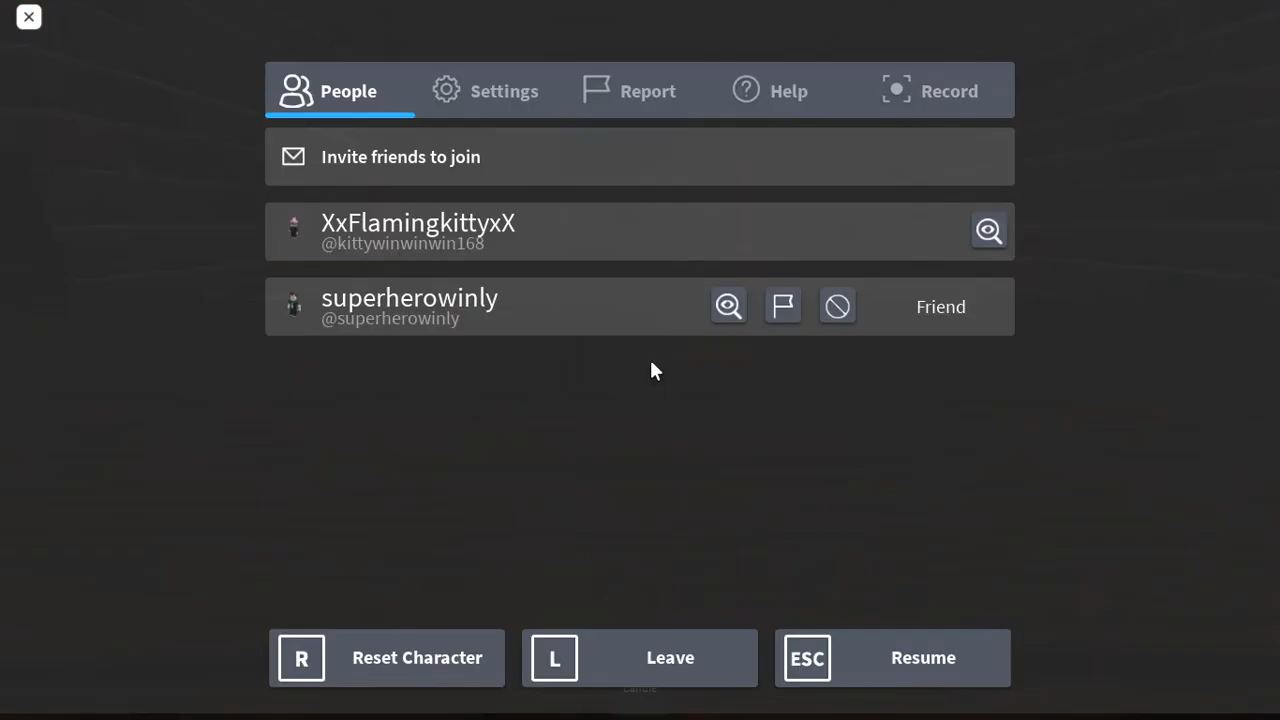 People
Settings
Report
Help
Record
Invite friends to join
XxFlamingkittyxX
@kittywinwinwin168
superherowinly
@superherowinly
Friend
R
Reset Character
L
Leave
ESC
Resume